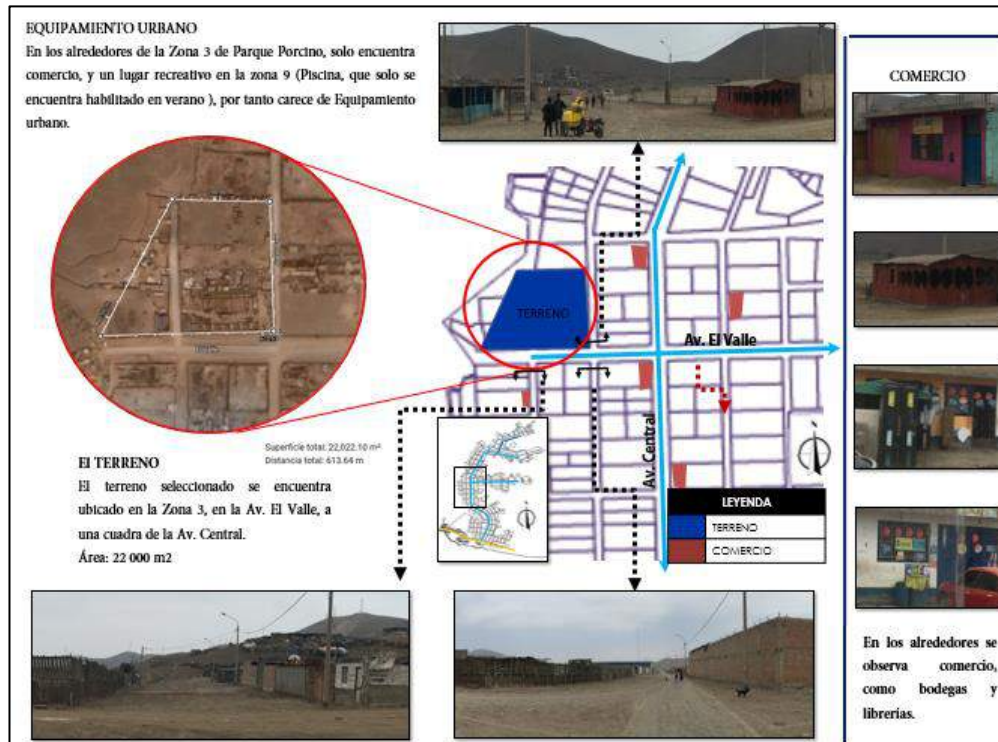 EQUIPAMIENTO URBANO
En los alrededores de la Zona 3 de Parque Porcino, solo encuentra
comercio, y un lugar recreativo en la zona 9 (Piscina, que solo se
encuentra habilitado en verano ), por tanto carece de Equipamiento
urbano.
COMERCIO
TERRENO
Av. El Valle
Av. Central
Superficie total: 22,022.10 m²
Distancia total: 613.64 m
El TERRENO
El terreno seleccionado se encuentra
ubicado en la Zona 3, en la Av. El Valle, a
una cuadra de la Av. Central.
Área: 22 000 m2
LEYENDA
TERRENO
COMERCIO
En los alrededores se
observa comercio,
como bodegas y
librerías.